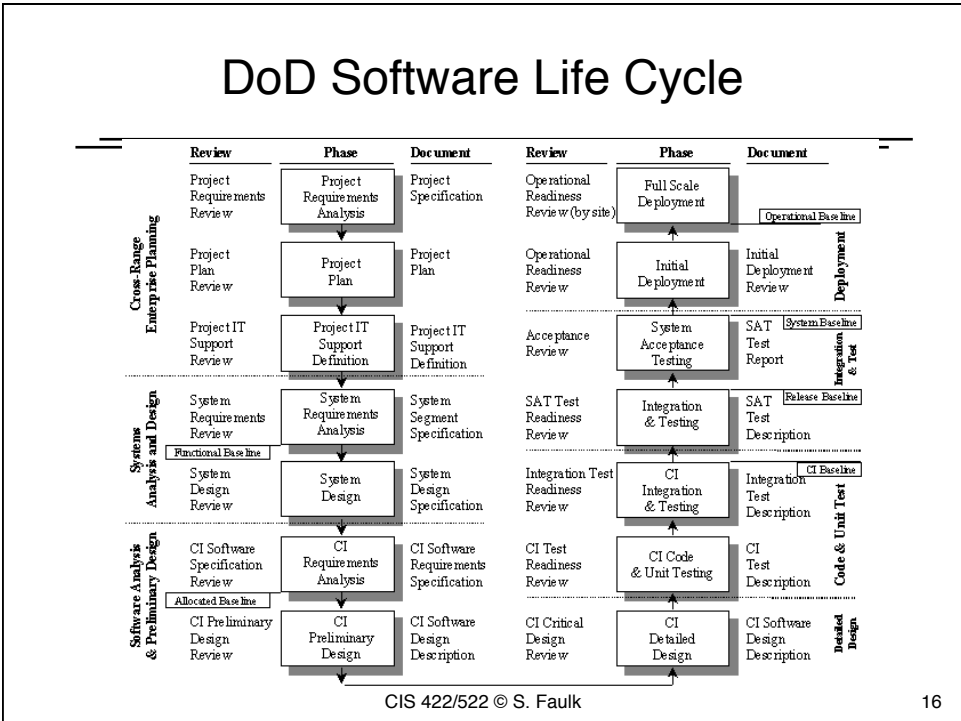 DoD Software Life Cycle
Review
Phase
Document
Cross-Range
Enterprise Planning
Project
Requirements
Review
Project
Requirements
Analysis
Project
Specification
Project
Plan
Review
Project
Plan
Project
Plan
Project IT
Support
Review
Project IT
Support
Definition
Project IT
Support
Definition
Systems
Analysis and Design
System
Requirements
Review
System
Requirements
Analysis
System
Segment
Specification
Functional Baseline
System
Design
Review
System
Design
System
Design
Specification
Software Analysis
& Preliminary Design
CI Software
Specification
Review
CI
Requirements
Analysis
CI Software
Requirements
Specification
Allocated Baseline
CI Preliminary
Design
Review
CI
Preliminary
Design
CI Software
Design
Description
Review
Phase
Document
Operational
Readiness
Review (by site)
Full Scale
Deployment
Operational Baseline
Deployment
Operational
Readiness
Review
Initial
Deployment
Initial
Deployment
Review
Acceptance
Review
System
Acceptance
Testing
SAT
Test
Report
System Baseline
Integration
& Test
SAT Test
Readiness
Review
Integration
& Testing
SAT
Test
Description
Release Baseline
Integration Test
Readiness
Review
CI
Integration
& Testing
Integration
Test
Description
CI Baseline
Code & Unit Test
CI Test
Readiness
Review
CI Code
& Unit Testing
CI
Test
Description
CI Critical
Design
Review
CI
Detailed
Design
CI Software
Design
Description
Detailed
Design
CIS 422/522 © S. Faulk
16